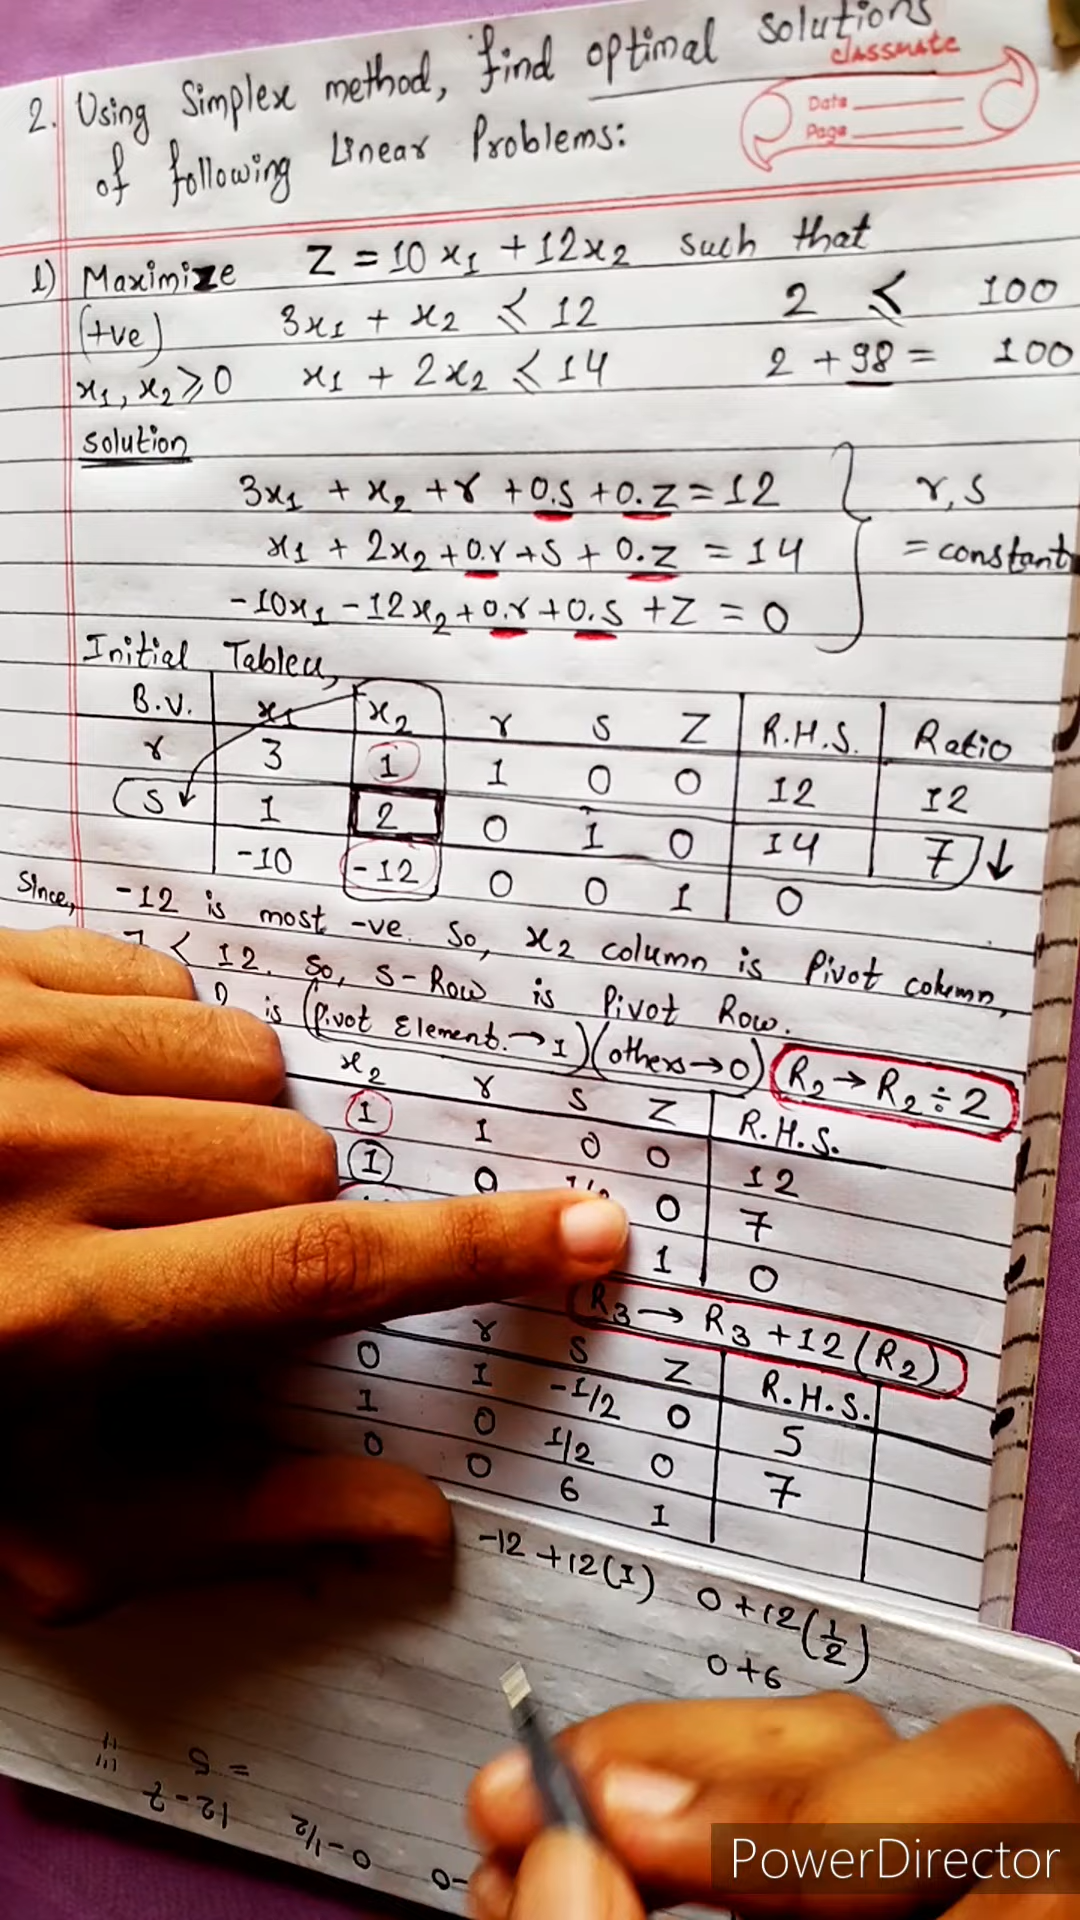 2. Using Simplex method, find optimal solutions
of following Linear Problems:
classmate
Date
Page
1) Maximize Z = 10x₁ + 12x₂ such that
(+ve) 3x₁ + x₂ ≤ 12 2 ≤ 100
x₁, x₂ ≥ 0 x₁ + 2x₂ ≤ 14 2 + 98 = 100
Solution
3x₁ + x₂ + r + 0.s + 0.z = 12 r, s
x₁ + 2x₂ + 0.r + s + 0.z = 14 = constant
-10x₁ - 12x₂ + 0.r + 0.s + z = 0
Initial Tableu,
B.V. x₁ x₂ r s z R.H.S. Ratio
r 3 1 1 0 0 12 12
s 1 2 0 1 0 14 7 ↓
-10 -12 0 0 1 0
Since, -12 is most -ve. So, x₂ column is Pivot column,
7 < 12. So, s-Row is Pivot Row.
2 is (Pivot Element. → 1) (others → 0) R₂ → R₂ ÷ 2
x₂ r s z R.H.S.
1 1 0 0 12
1 0 0 7
1 0
R₃ → R₃ + 12(R₂)
r s z R.H.S.
0 1 -1/2 0 5
1 0 1/2 0 7
0 0 6 1
-12 + 12(1) 0 + 12(1/2)
0 + 6
= 5
12 - 7
0 - 1/2
-0
PowerDirector